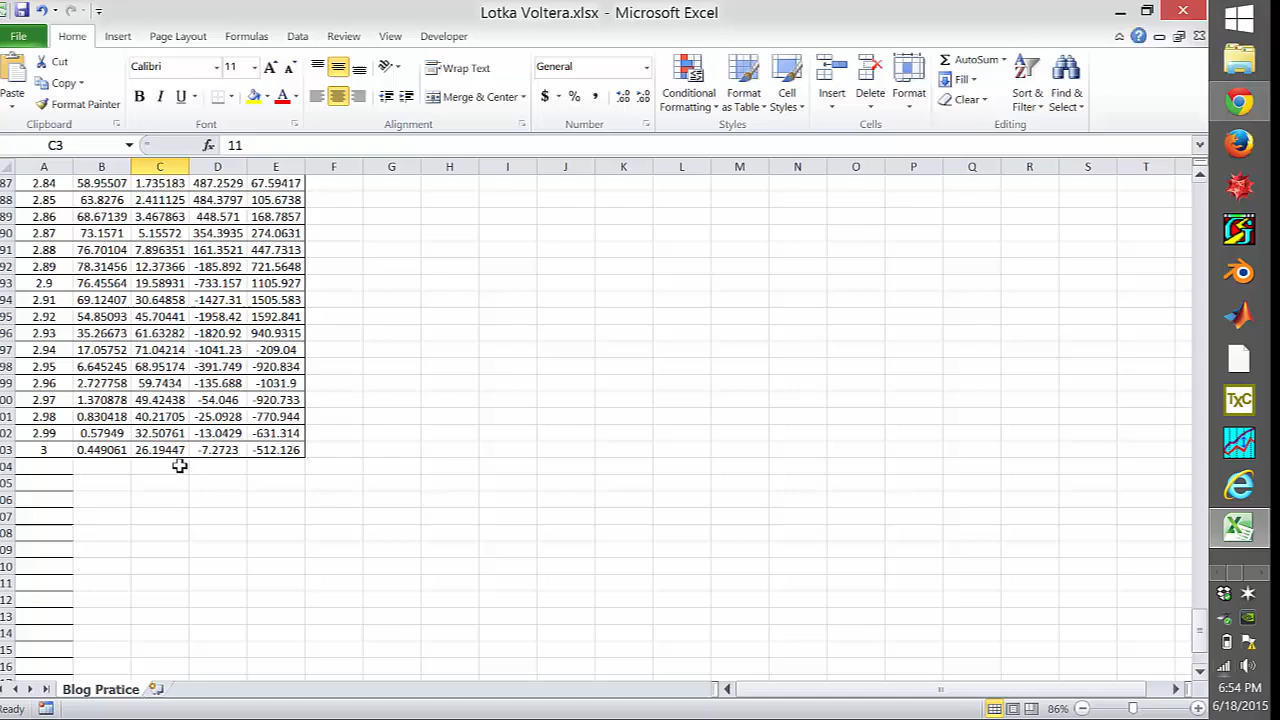 Lotka Voltera.xlsx - Microsoft Excel
File Home Insert Page Layout Formulas Data Review View Developer
Paste Cut Copy Format Painter Clipboard
Calibri 11 A A B I U A Font
Wrap Text Merge & Center Alignment
General $ % , .0 .00 .00 .0 Number
Conditional Formatting Format as Table Cell Styles Styles
Insert Delete Format Cells
Σ AutoSum Fill Clear Sort & Filter Find & Select Editing
C3 fx 11
A B C D E F G H I J K L M N O P Q R S T
87 2.84 58.95507 1.735183 487.2529 67.59417
88 2.85 63.8276 2.411125 484.3797 105.6738
89 2.86 68.67139 3.467863 448.571 168.7857
90 2.87 73.1571 5.15572 354.3935 274.0631
91 2.88 76.70104 7.896351 161.3521 447.7313
92 2.89 78.31456 12.37366 -185.892 721.5648
93 2.9 76.45564 19.58931 -733.157 1105.927
94 2.91 69.12407 30.64858 -1427.31 1505.583
95 2.92 54.85093 45.70441 -1958.42 1592.841
96 2.93 35.26673 61.63282 -1820.92 940.9315
97 2.94 17.05752 71.04214 -1041.23 -209.04
98 2.95 6.645245 68.95174 -391.749 -920.834
99 2.96 2.727758 59.7434 -135.688 -1031.9
00 2.97 1.370878 49.42438 -54.046 -920.733
01 2.98 0.830418 40.21705 -25.0928 -770.944
02 2.99 0.57949 32.50761 -13.0429 -631.314
03 3 0.449061 26.19447 -7.2723 -512.126
04
05
06
07
08
09
10
11
12
13
14
15
16
Blog Pratice
eady 86%
TXC
6:54 PM
6/18/2015